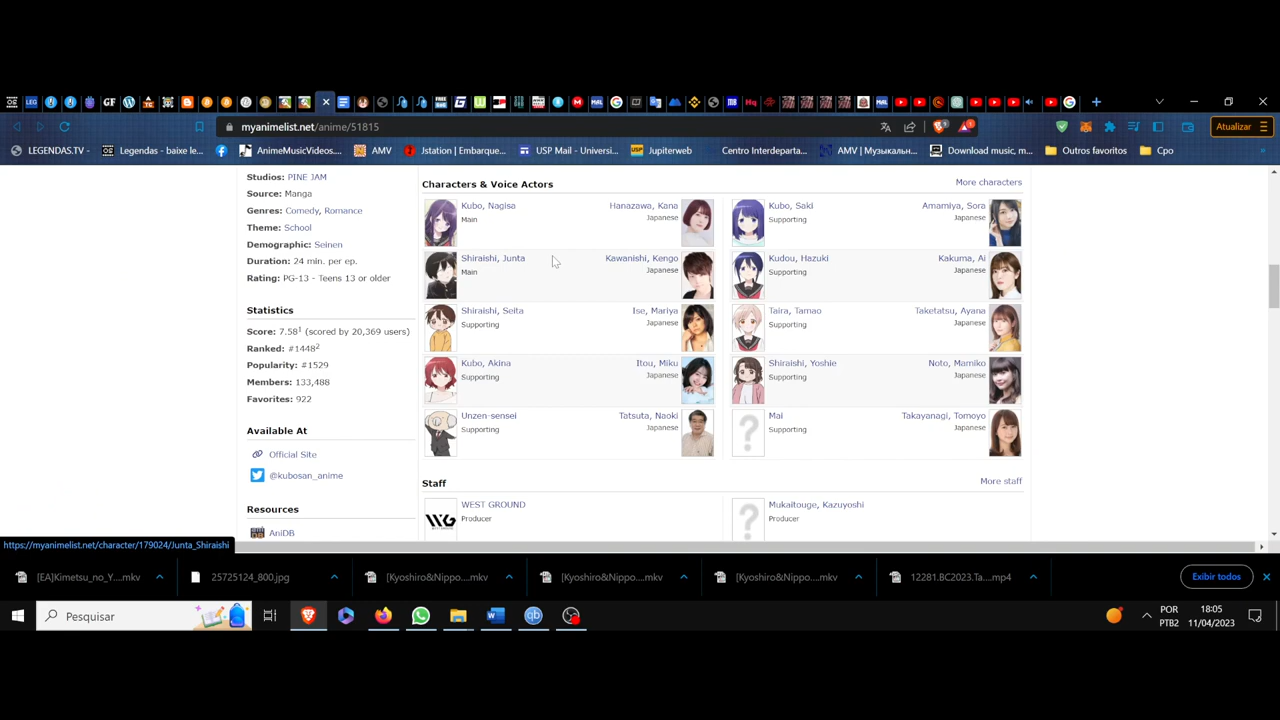 myanimelist.net/anime/51815
Atualizar
LEGENDAS.TV -
Legendas - baixe le...
AnimeMusicVideos....
AMV
Jstation | Embarque...
USP Mail - Universi...
Jupiterweb
Centro Interdeparta...
AMV | Музыкальн...
Download music, m...
Outros favoritos
Cpo
Studios: PINE JAM
Source: Manga
Genres: Comedy, Romance
Theme: School
Demographic: Seinen
Duration: 24 min. per ep.
Rating: PG-13 - Teens 13 or older
Statistics
Score: 7.58¹ (scored by 20,369 users)
Ranked: #1448²
Popularity: #1529
Members: 133,488
Favorites: 922
Available At
Official Site
@kubosan_anime
Resources
AniDB
Characters & Voice Actors
More characters
Kubo, Nagisa
Main
Hanazawa, Kana
Japanese
Kubo, Saki
Supporting
Amamiya, Sora
Japanese
Shiraishi, Junta
Main
Kawanishi, Kengo
Japanese
Kudou, Hazuki
Supporting
Kakuma, Ai
Japanese
Shiraishi, Seita
Supporting
Ise, Mariya
Japanese
Taira, Tamao
Supporting
Taketatsu, Ayana
Japanese
Kubo, Akina
Supporting
Itou, Miku
Japanese
Shiraishi, Yoshie
Supporting
Noto, Mamiko
Japanese
Unzen-sensei
Supporting
Tatsuta, Naoki
Japanese
Mai
Supporting
Takayanagi, Tomoyo
Japanese
Staff
More staff
WEST GROUND
Producer
Mukaitouge, Kazuyoshi
Producer
https://myanimelist.net/character/179024/Junta_Shiraishi
[EA]Kimetsu_no_Y....mkv
25725124_800.jpg
[Kyoshiro&Nippo....mkv
[Kyoshiro&Nippo....mkv
[Kyoshiro&Nippo....mkv
12281.BC2023.Ta....mp4
Exibir todos
Pesquisar
POR
PTB2
18:05
11/04/2023